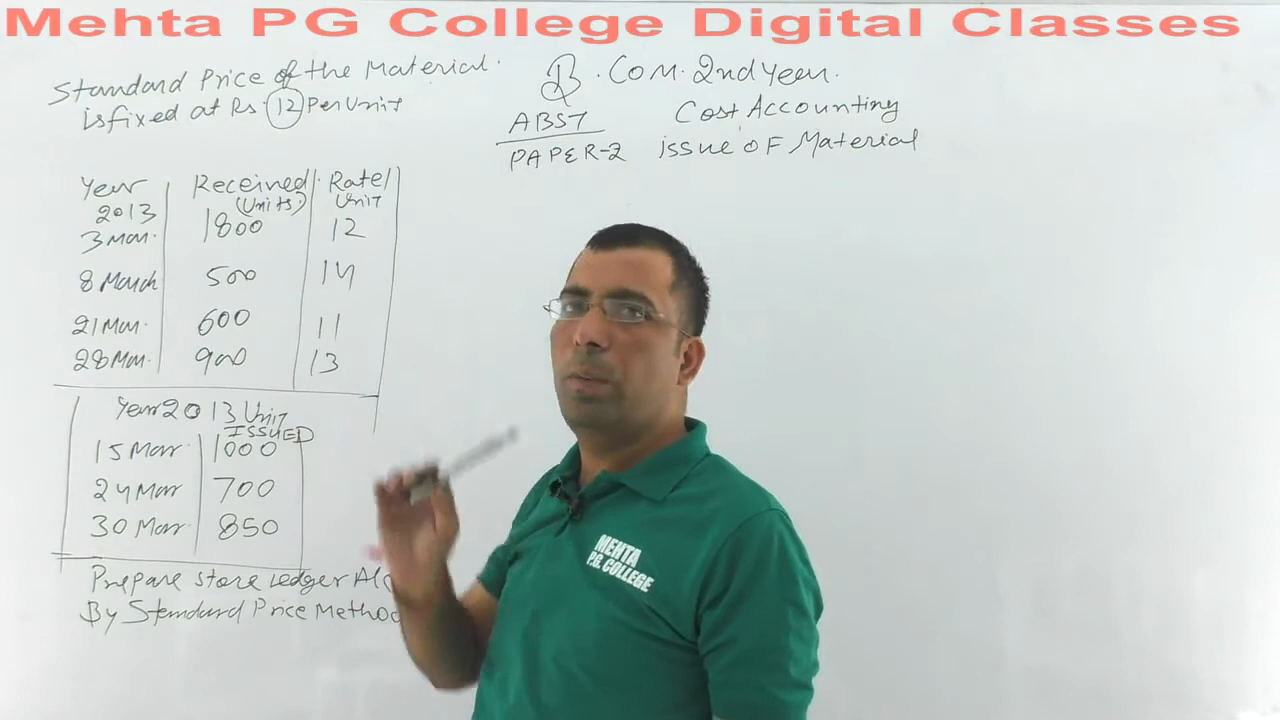 Mehta PG College Digital Classes
Standard Price of the Material.
is fixed at Rs. 12 Per Unit
B. Com. 2nd Year.
ABST
PAPER-2
Cost Accounting
issue of Material
Year Received Rate/
2013 (Units) Unit
3 Mar. 1800 12
8 March 500 14
21 Mar. 600 11
28 Mar. 900 13
Year 2013 Unit
ISSUED
15 Mar 1000
24 Mar 700
30 Mar 850
Prepare store Ledger A/c
By Standard Price Method
MEHTA
P.G. COLLEGE